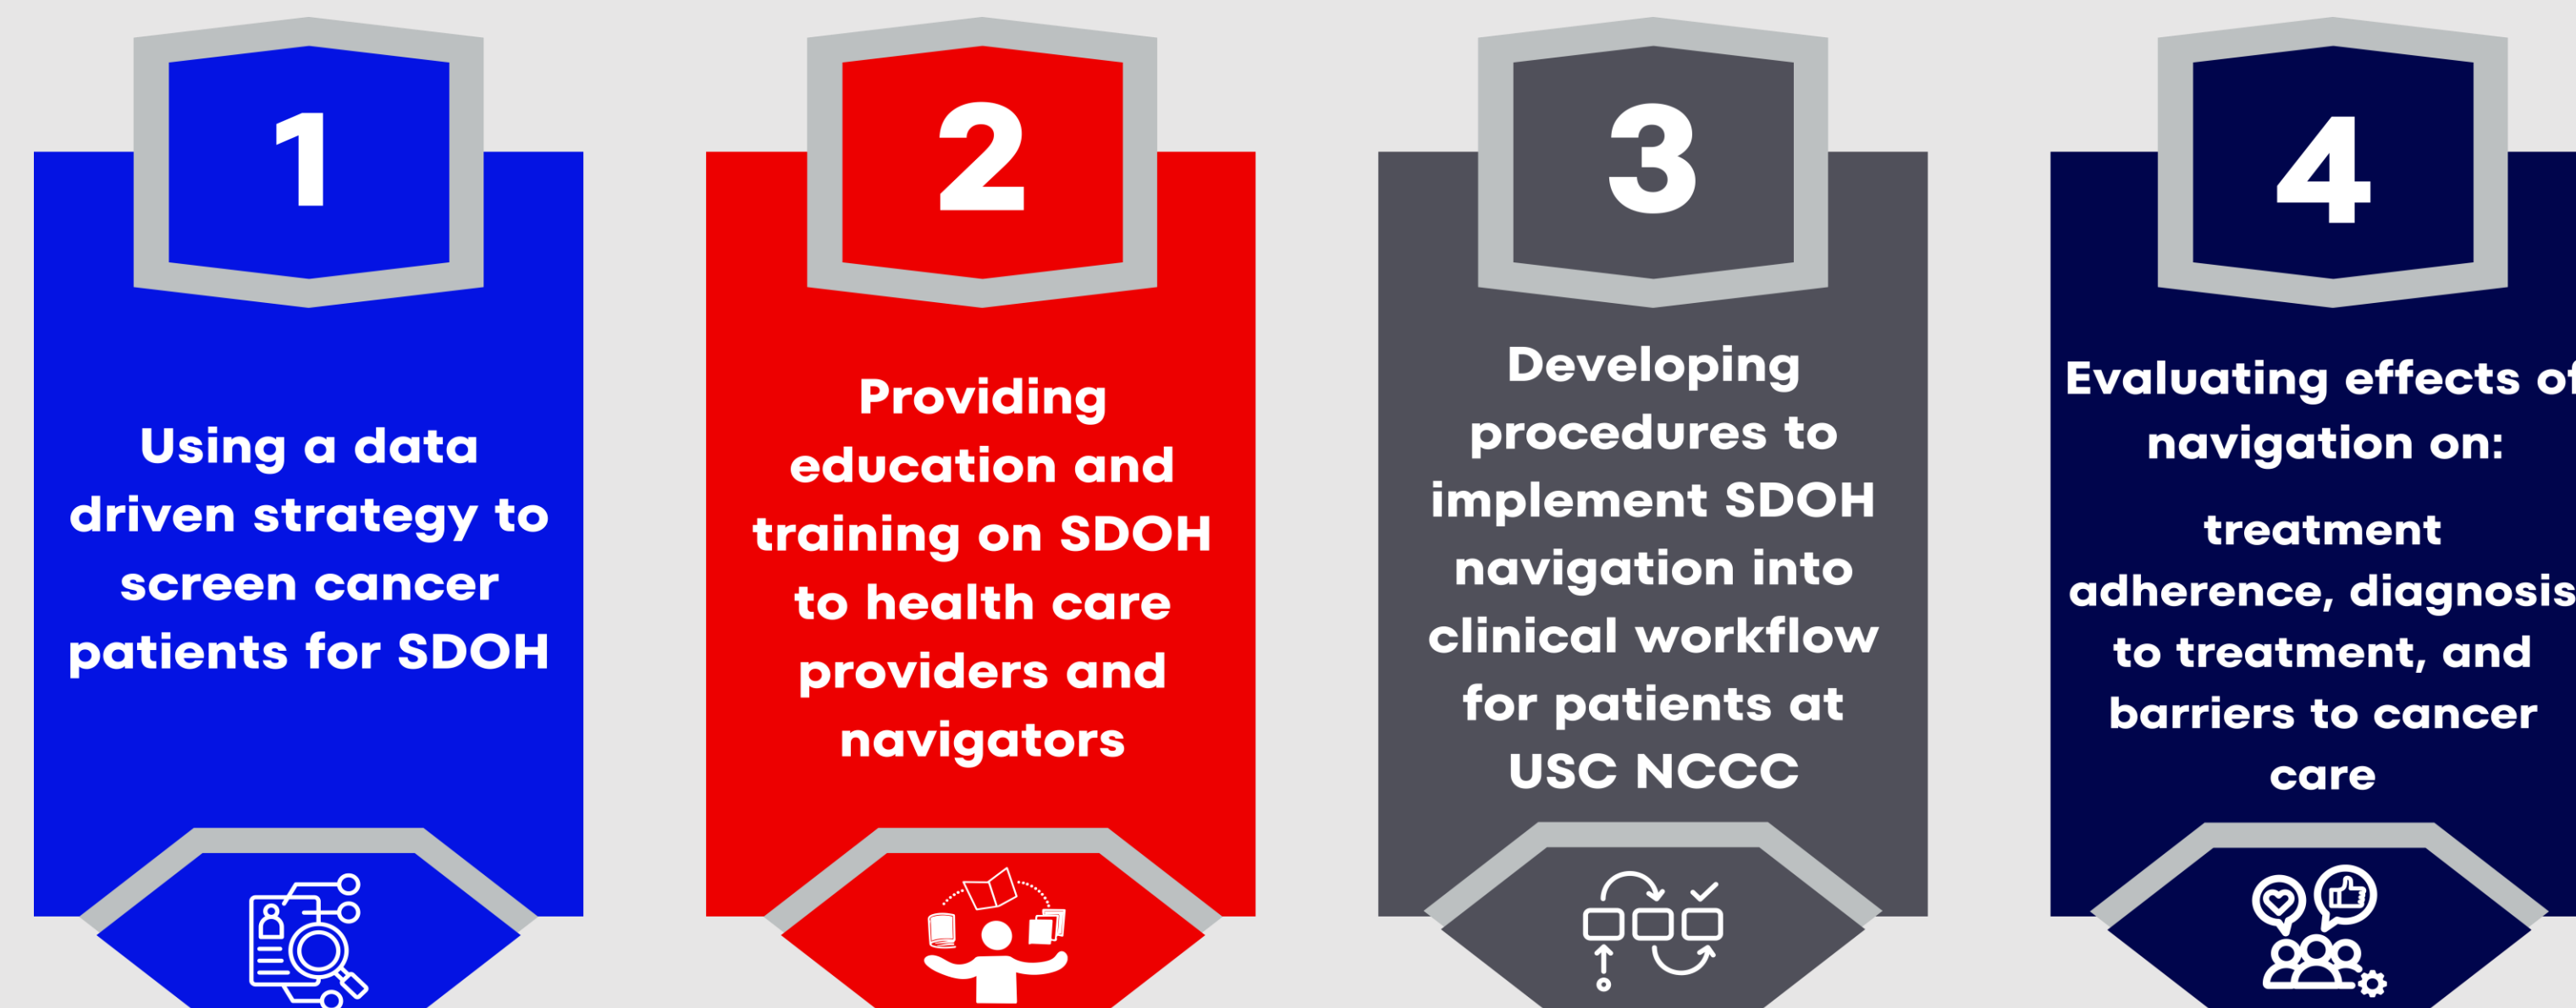 1
Using a data
driven strategy to
screen cancer
patients for SDOH
2
Providing
education and
training on SDOH
to health care
providers and
navigators
3
Developing
procedures to
implement SDOH
navigation into
clinical workflow
for patients at
USC NCCC
4
Evaluating effects of
navigation on:
treatment
adherence, diagnosis
to treatment, and
barriers to cancer
care